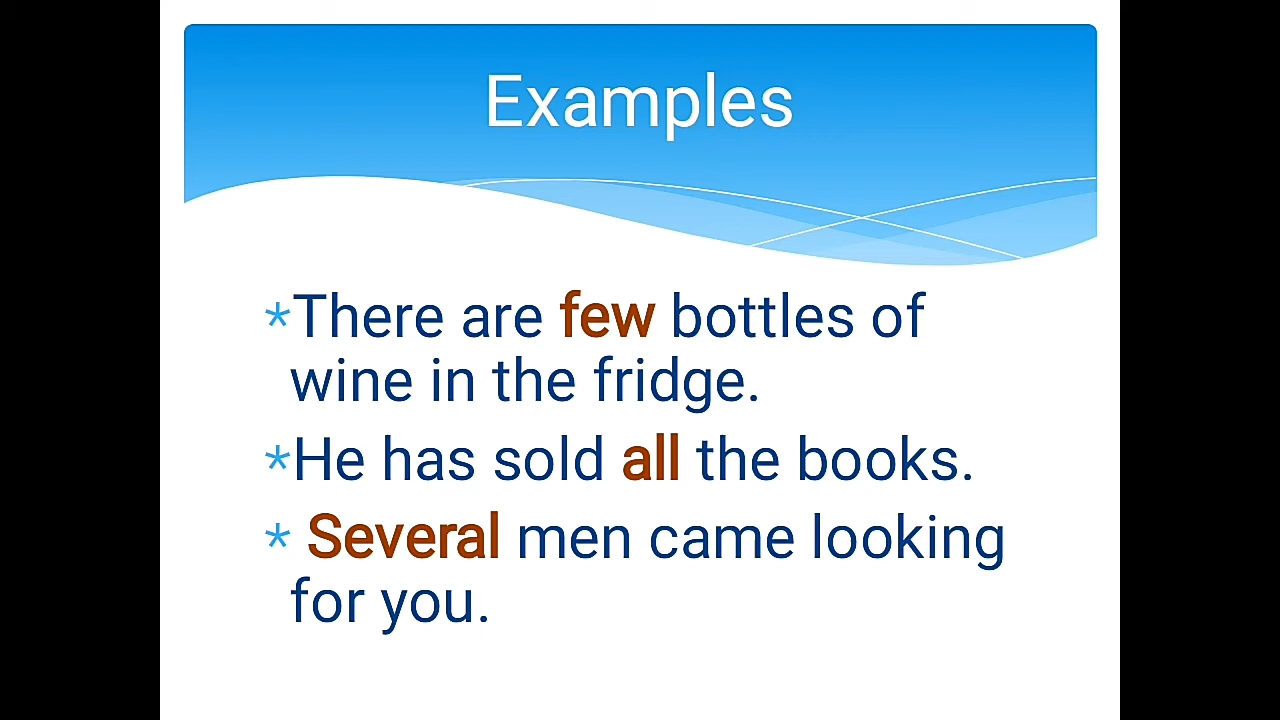 Examples
*There are few bottles of
wine in the fridge.
*He has sold all the books.
* Several men came looking
for you.